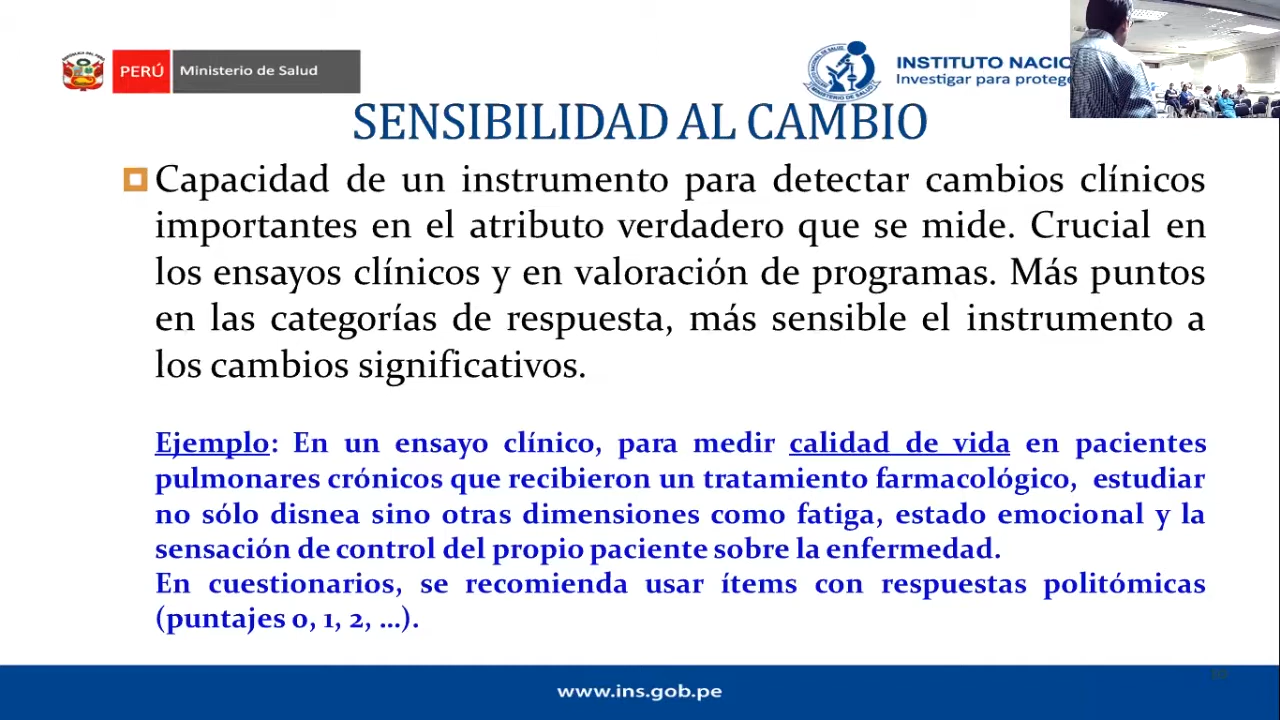 PERÚ Ministerio de Salud
INSTITUTO NACIO
Investigar para proteg
SENSIBILIDAD AL CAMBIO
Capacidad de un instrumento para detectar cambios clínicos
importantes en el atributo verdadero que se mide. Crucial en
los ensayos clínicos y en valoración de programas. Más puntos
en las categorías de respuesta, más sensible el instrumento a
los cambios significativos.
Ejemplo: En un ensayo clínico, para medir calidad de vida en pacientes
pulmonares crónicos que recibieron un tratamiento farmacológico, estudiar
no sólo disnea sino otras dimensiones como fatiga, estado emocional y la
sensación de control del propio paciente sobre la enfermedad.
En cuestionarios, se recomienda usar ítems con respuestas politómicas
(puntajes 0, 1, 2, ...).
www.ins.gob.pe